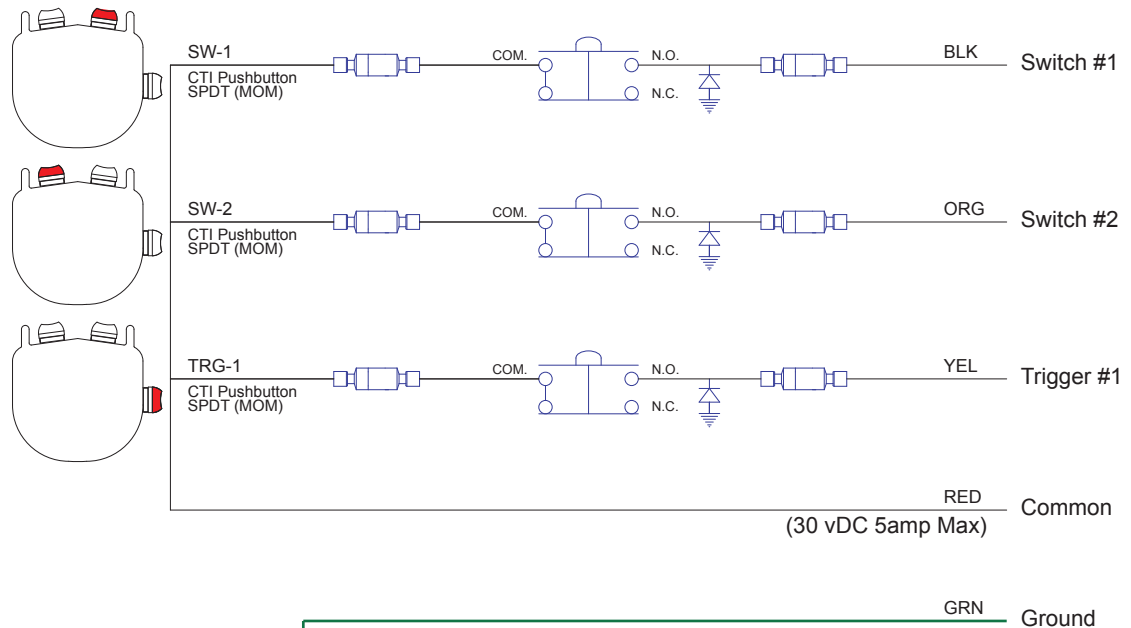 SW-1 COM. N.O. BLK Switch #1
CTI Pushbutton
SPDT (MOM) N.C.
SW-2 COM. N.O. ORG Switch #2
CTI Pushbutton
SPDT (MOM) N.C.
TRG-1 COM. N.O. YEL Trigger #1
CTI Pushbutton
SPDT (MOM) N.C.
RED Common
(30 vDC 5amp Max)
GRN Ground